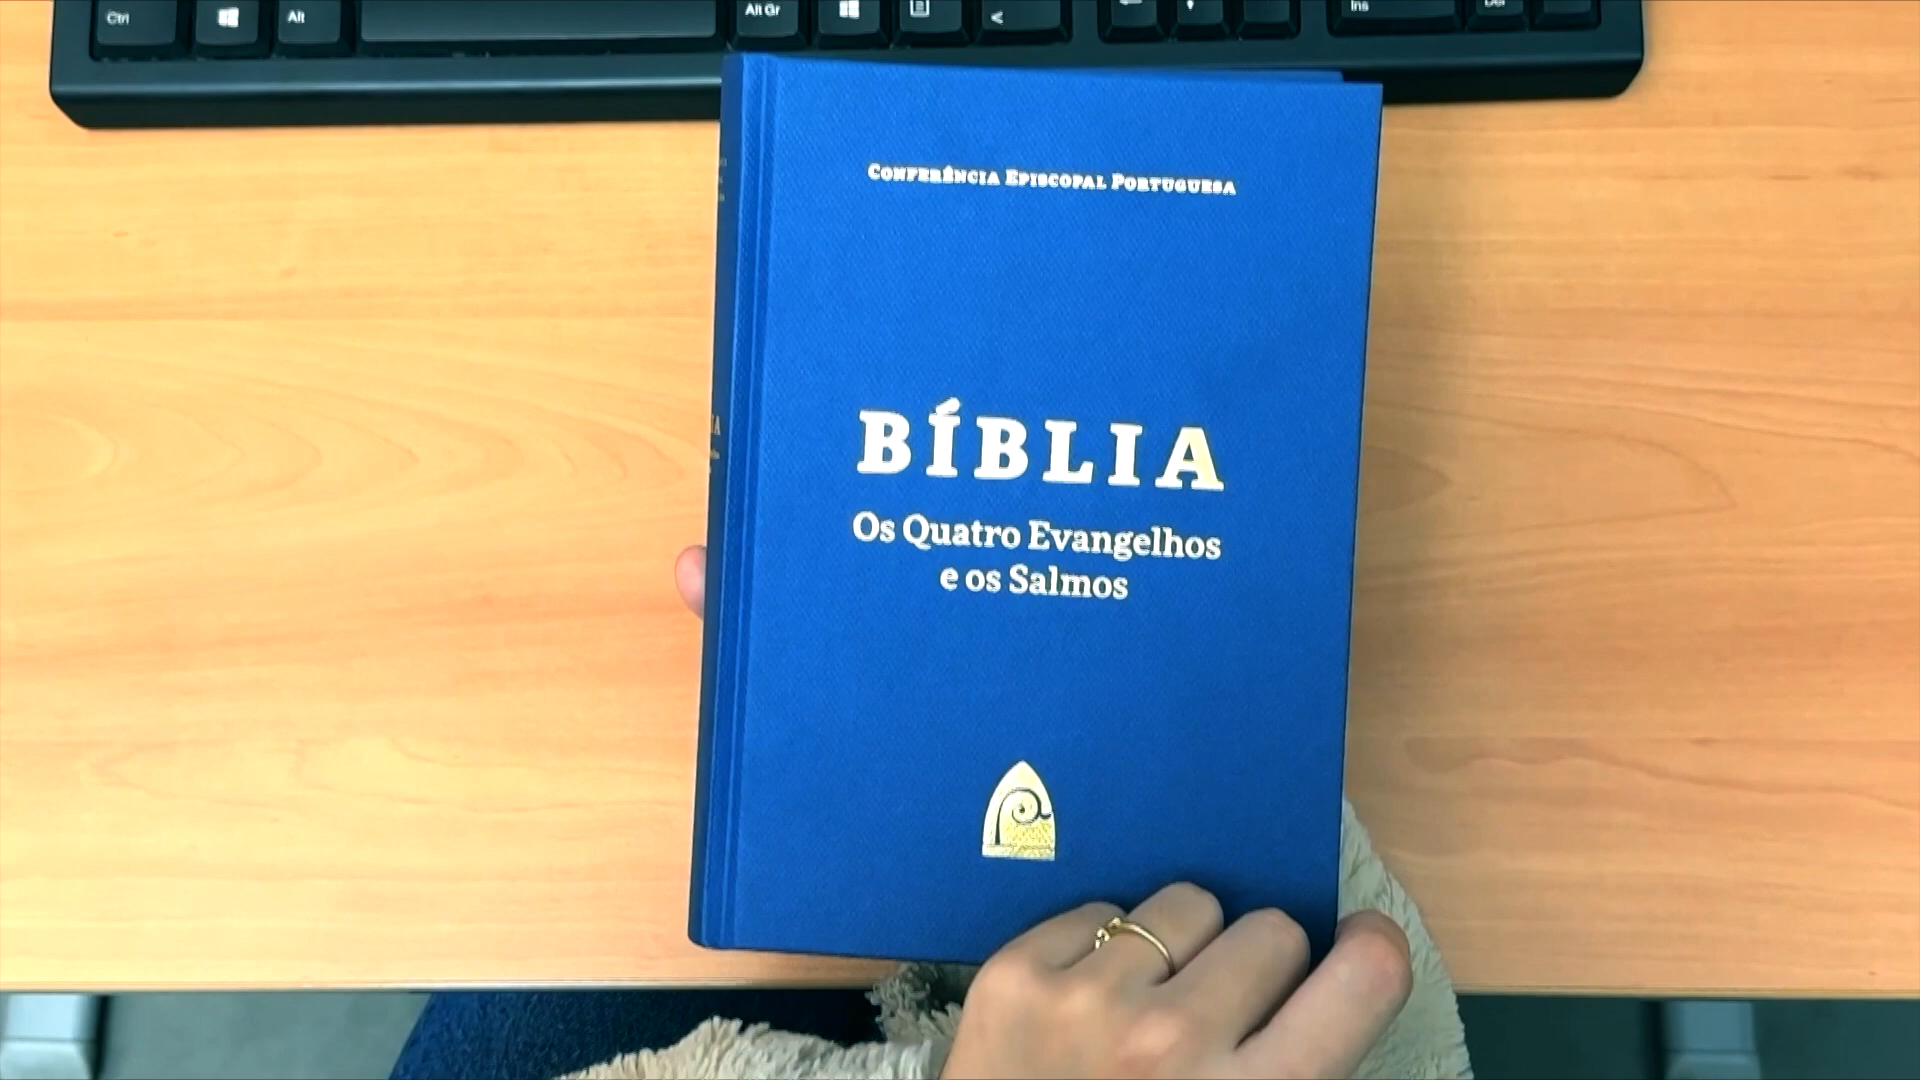 Ctrl
Alt
Alt Gr
<
Ins
CONFERÊNCIA EPISCOPAL PORTUGUESA
BÍBLIA
Os Quatro Evangelhos
e os Salmos